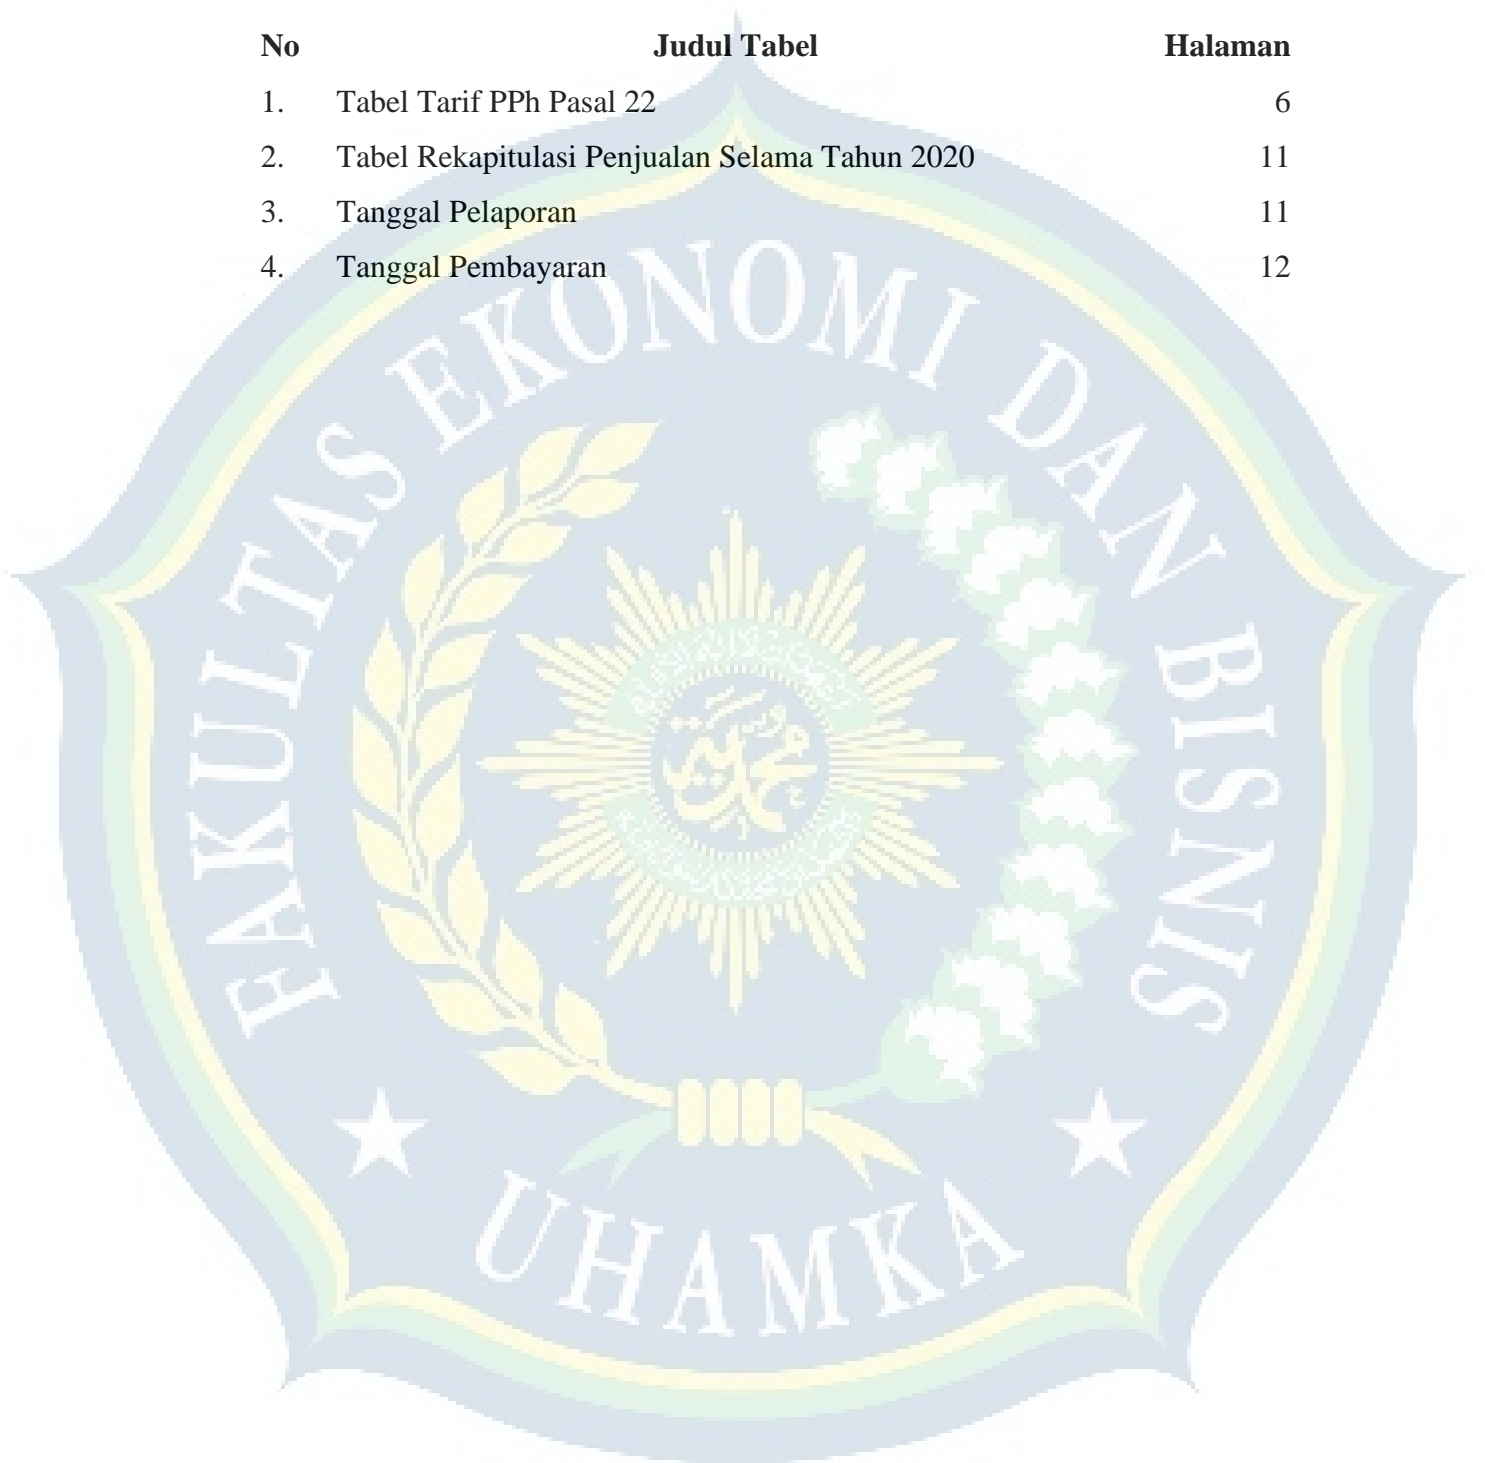 No Judul Tabel Halaman
1. Tabel Tarif PPh Pasal 22 6
2. Tabel Rekapitulasi Penjualan Selama Tahun 2020 11
3. Tanggal Pelaporan 11
4. Tanggal Pembayaran 12
FAKULTAS EKONOMI DAN BISNIS
محمدية
UHAMKA